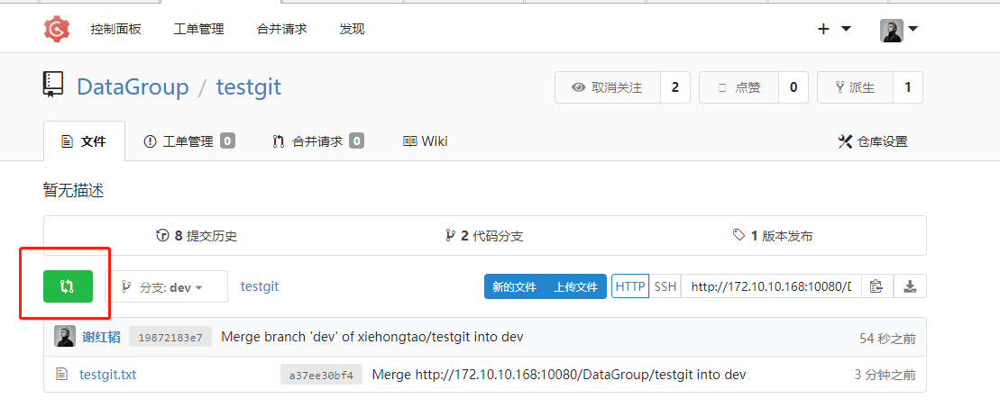 控制面板 工单管理 合并请求 发现
DataGroup / testgit 取消关注 2 点赞 0 派生 1
文件 工单管理 0 合并请求 0 Wiki 仓库设置
暂无描述
8 提交历史 2 代码分支 1 版本发布
分支: dev testgit 新的文件 上传文件 HTTP SSH http://172.10.10.168:10080/D
谢红韬 19872183e7 Merge branch 'dev' of xiehongtao/testgit into dev 54 秒之前
testgit.txt a37ee30bf4 Merge http://172.10.10.168:10080/DataGroup/testgit into dev 3 分钟之前